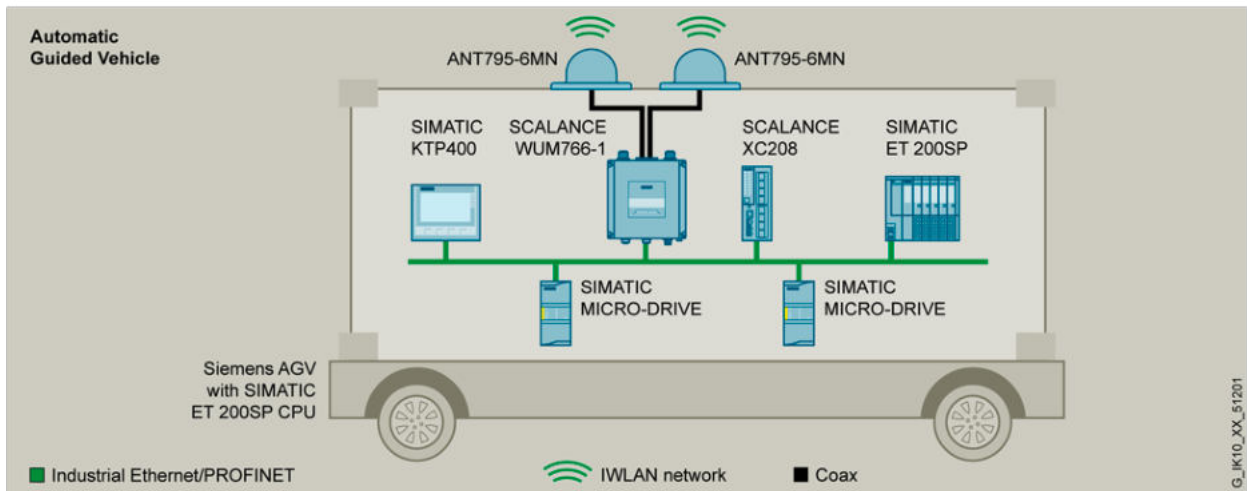 Automatic
Guided Vehicle
ANT795-6MN
ANT795-6MN
SIMATIC
KTP400
SCALANCE
WUM766-1
SCALANCE
XC208
SIMATIC
ET 200SP
SIMATIC
MICRO-DRIVE
SIMATIC
MICRO-DRIVE
Siemens AGV
with SIMATIC
ET 200SP CPU
Industrial Ethernet/PROFINET
IWLAN network
Coax
G_IK10_XX_51201